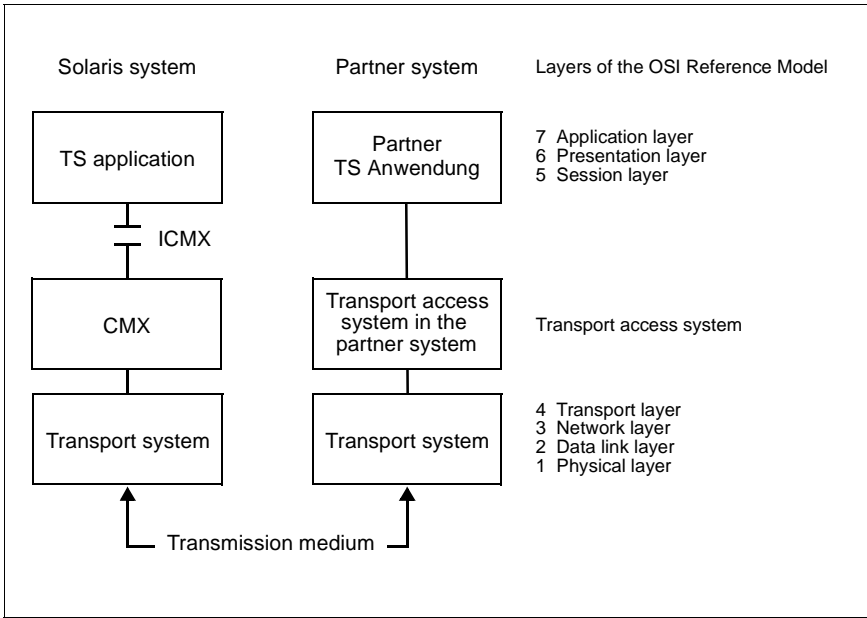 Solaris system
Partner system
Layers of the OSI Reference Model
TS application
Partner
TS Anwendung
7 Application layer
6 Presentation layer
5 Session layer
ICMX
CMX
Transport access
system in the
partner system
Transport access system
Transport system
Transport system
4 Transport layer
3 Network layer
2 Data link layer
1 Physical layer
Transmission medium